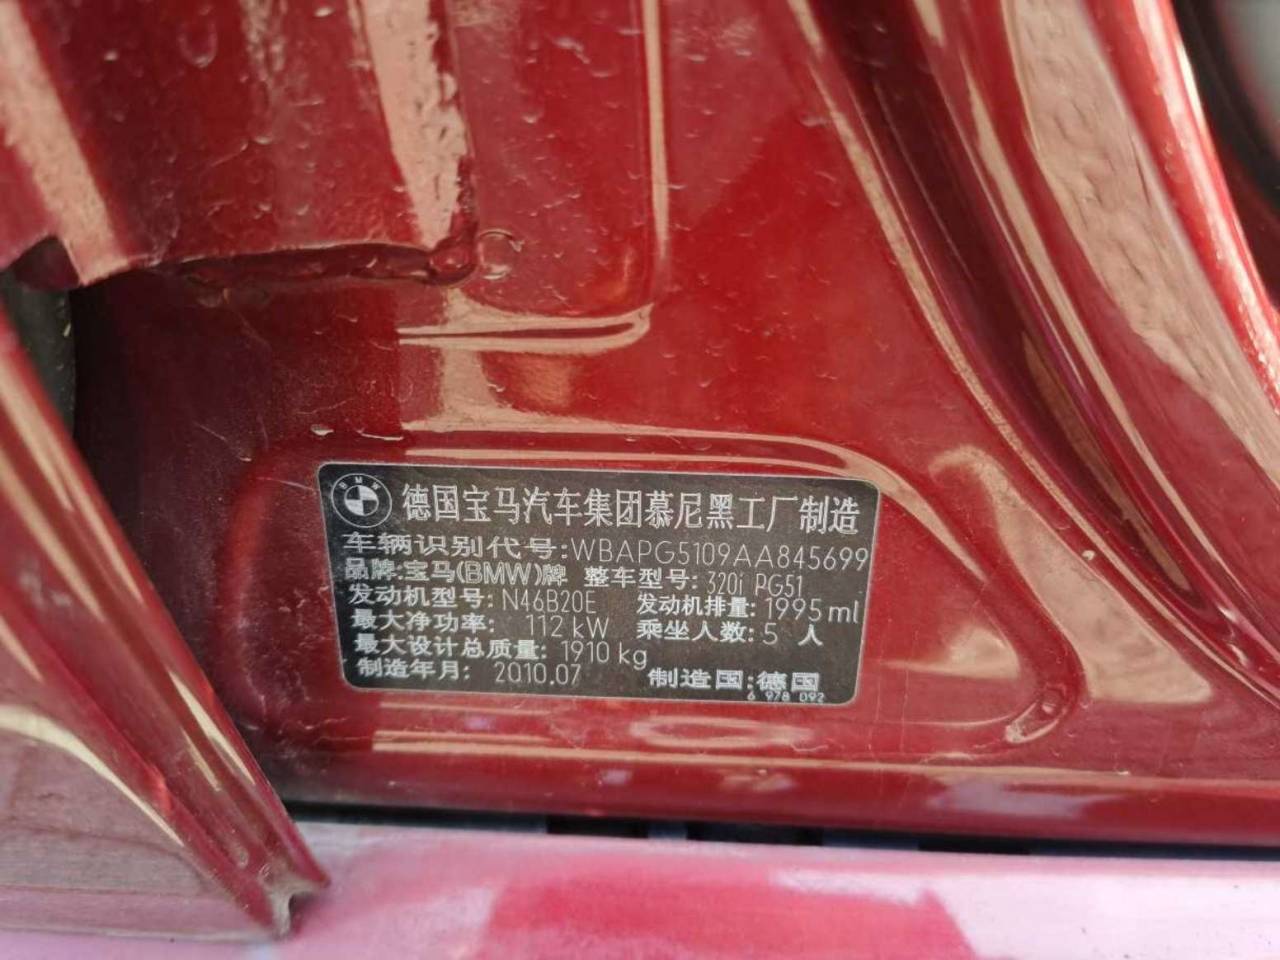 BMW
德国宝马汽车集团慕尼黑工厂制造
车辆识别代号:WBAPG5109AA845699
品牌:宝马(BMW)牌 整车型号: 320i PG51
发动机型号: N46B20E 发动机排量: 1995ml
最大净功率: 112 kW 乘坐人数: 5 人
最大设计总质量: 1910 kg
制造年月: 2010.07 制造国:德国
6 978 092